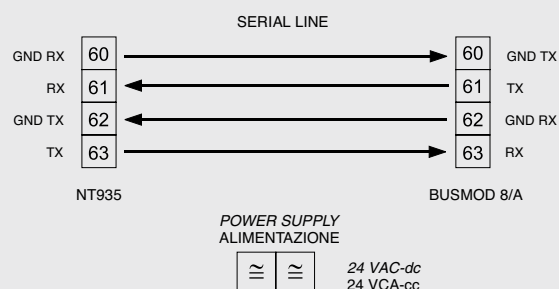 SERIAL LINE
GND RX 60 60 GND TX
RX 61 61 TX
GND TX 62 62 GND RX
TX 63 63 RX
NT935 BUSMOD 8/A
POWER SUPPLY
ALIMENTAZIONE
≅ ≅ 24 VAC-dc
24 VCA-cc